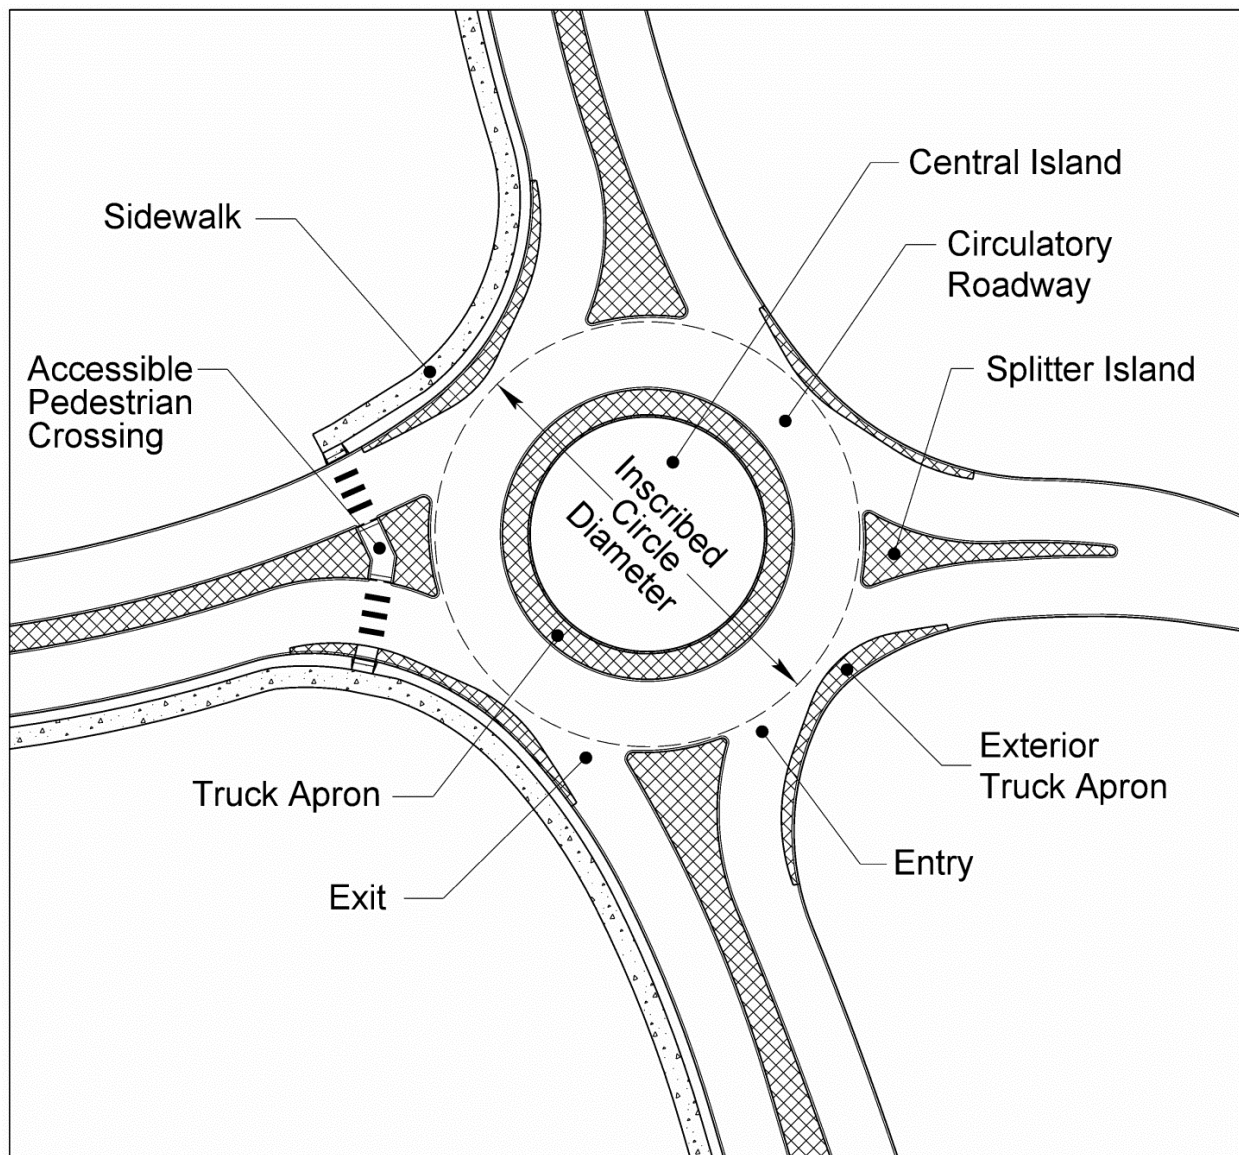 Central Island
Sidewalk
Circulatory
Roadway
Accessible
Pedestrian
Crossing
Splitter Island
Inscribed
Circle
Diameter
Exterior
Truck Apron
Truck Apron
Entry
Exit